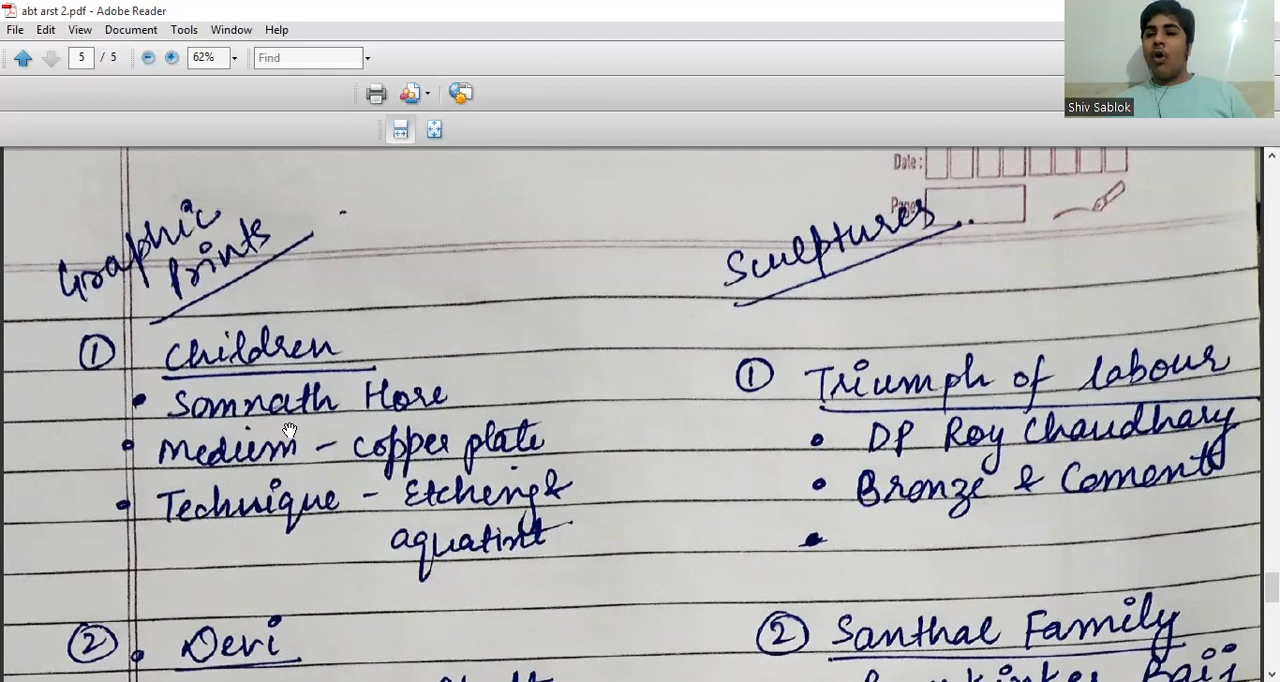 abt arst 2.pdf - Adobe Reader
File Edit View Document Tools Window Help
5 / 5 62% Find
Shiv Sablok
Date:
Page
Graphic
Prints
Sculptures
① Children
• Somnath Hore
• Medium - Copper plate
• Technique - Etching &
aquatint
① Triumph of labour
• DP Roy Chaudhary
• Bronze & Cement
② • Devi
② Santhal Family